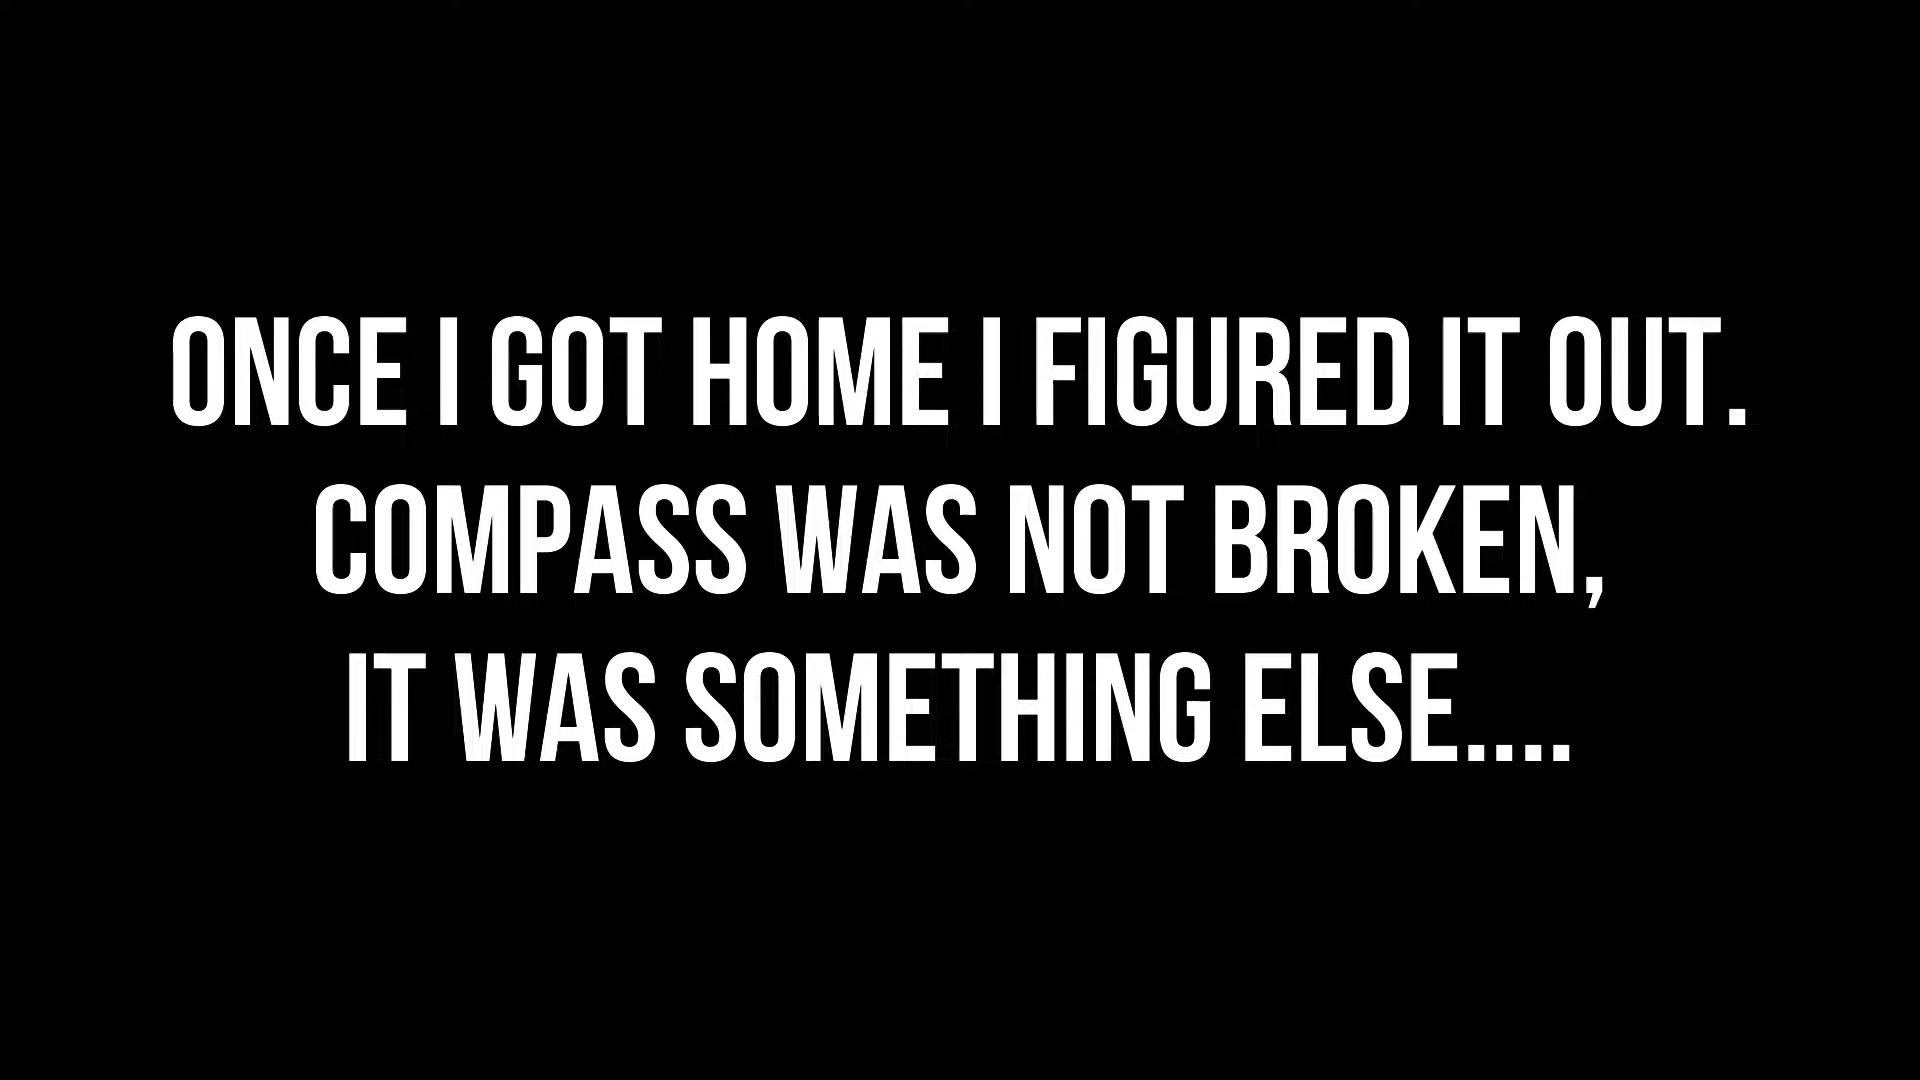 ONCE I GOT HOME I FIGURED IT OUT.
COMPASS WAS NOT BROKEN,
IT WAS SOMETHING ELSE....